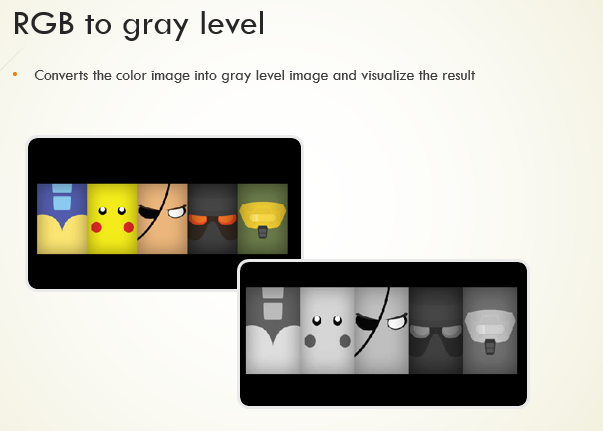 RGB to gray level
• Converts the color image into gray level image and visualize the result